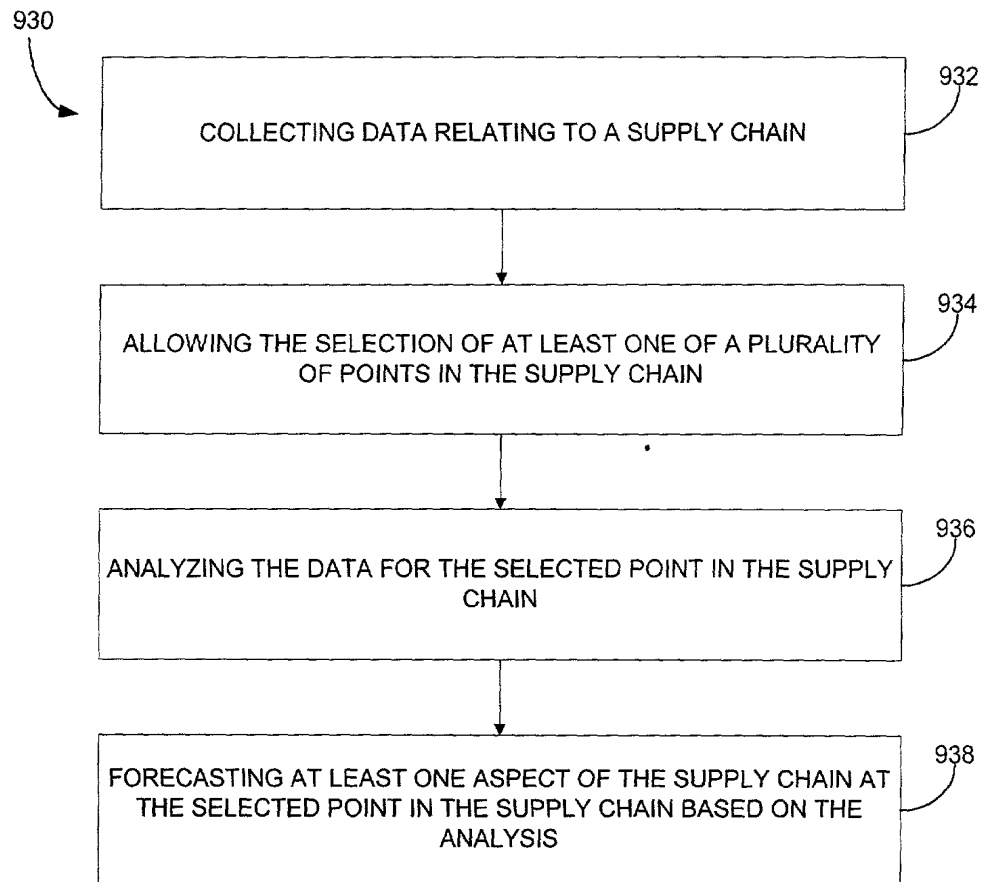 930
932
COLLECTING DATA RELATING TO A SUPPLY CHAIN
934
ALLOWING THE SELECTION OF AT LEAST ONE OF A PLURALITY
OF POINTS IN THE SUPPLY CHAIN
936
ANALYZING THE DATA FOR THE SELECTED POINT IN THE SUPPLY
CHAIN
938
FORECASTING AT LEAST ONE ASPECT OF THE SUPPLY CHAIN AT
THE SELECTED POINT IN THE SUPPLY CHAIN BASED ON THE
ANALYSIS